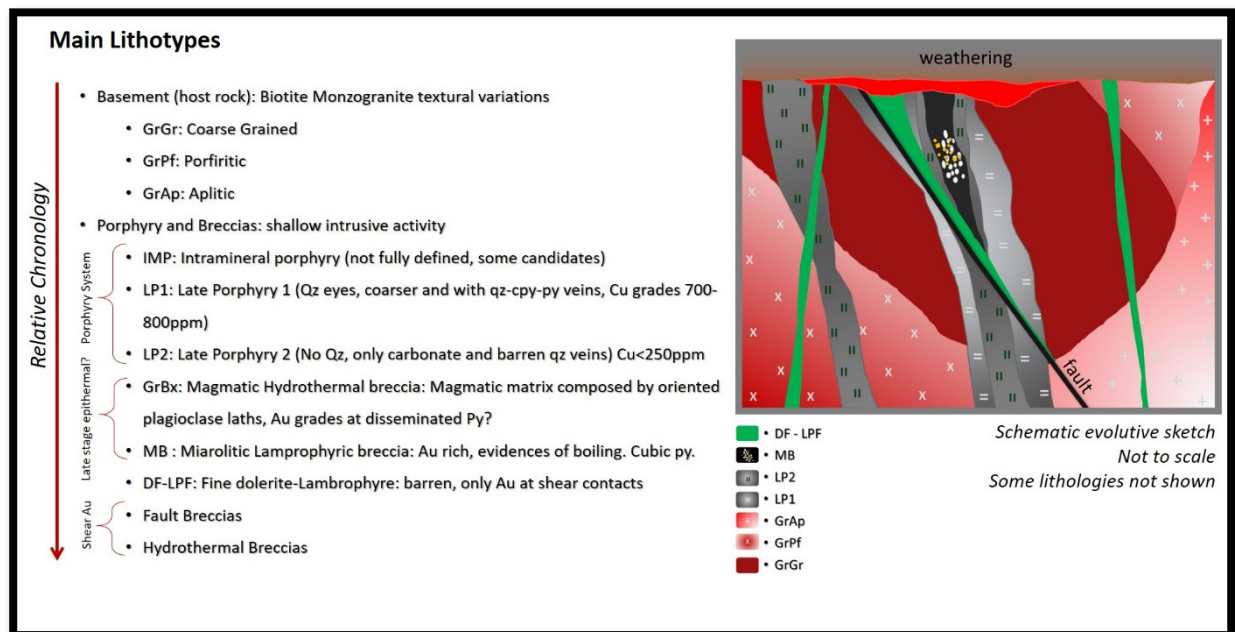 Main Lithotypes
Relative Chronology
• Basement (host rock): Biotite Monzogranite textural variations
• GrGr: Coarse Grained
• GrPf: Porfiritic
• GrAp: Aplitic
• Porphyry and Breccias: shallow intrusive activity
Porphyry System
• IMP: Intramineral porphyry (not fully defined, some candidates)
• LP1: Late Porphyry 1 (Qz eyes, coarser and with qz-cpy-py veins, Cu grades 700-
800ppm)
• LP2: Late Porphyry 2 (No Qz, only carbonate and barren qz veins) Cu<250ppm
Late stage epithermal?
• GrBx: Magmatic Hydrothermal breccia: Magmatic matrix composed by oriented
plagioclase laths, Au grades at disseminated Py?
• MB : Miarolitic Lamprophyric breccia: Au rich, evidences of boiling. Cubic py.
• DF-LPF: Fine dolerite-Lambrophyre: barren, only Au at shear contacts
Shear Au
• Fault Breccias
• Hydrothermal Breccias
weathering
fault
• DF - LPF
• MB
• LP2
• LP1
• GrAp
• GrPf
• GrGr
Schematic evolutive sketch
Not to scale
Some lithologies not shown